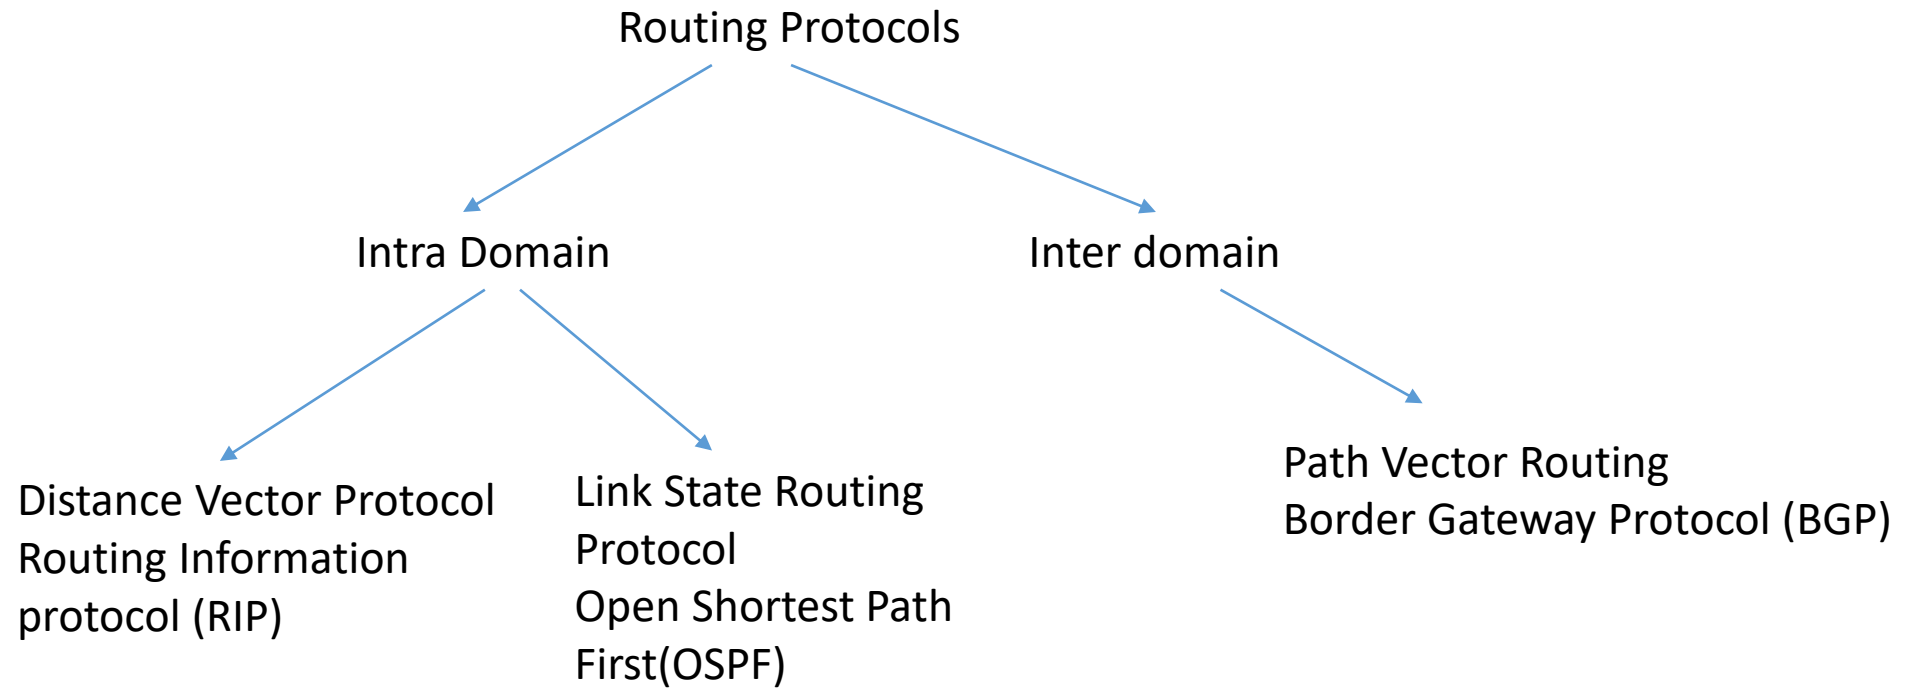 Routing Protocols
Intra Domain
Inter domain
Distance Vector Protocol
Routing Information
protocol (RIP)
Link State Routing
Protocol
Open Shortest Path
First(OSPF)
Path Vector Routing
Border Gateway Protocol (BGP)